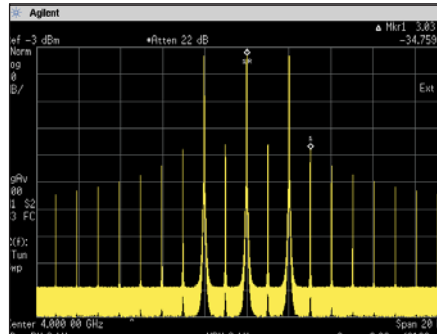 Agilent
Mkr1 3.03
ef -3 dBm *Atten 22 dB -34.759
Norm
og
0
B/
Ext
gAv
00
1 S2
3 FC
Tun
wp
enter 4.000 00 GHz Span 20